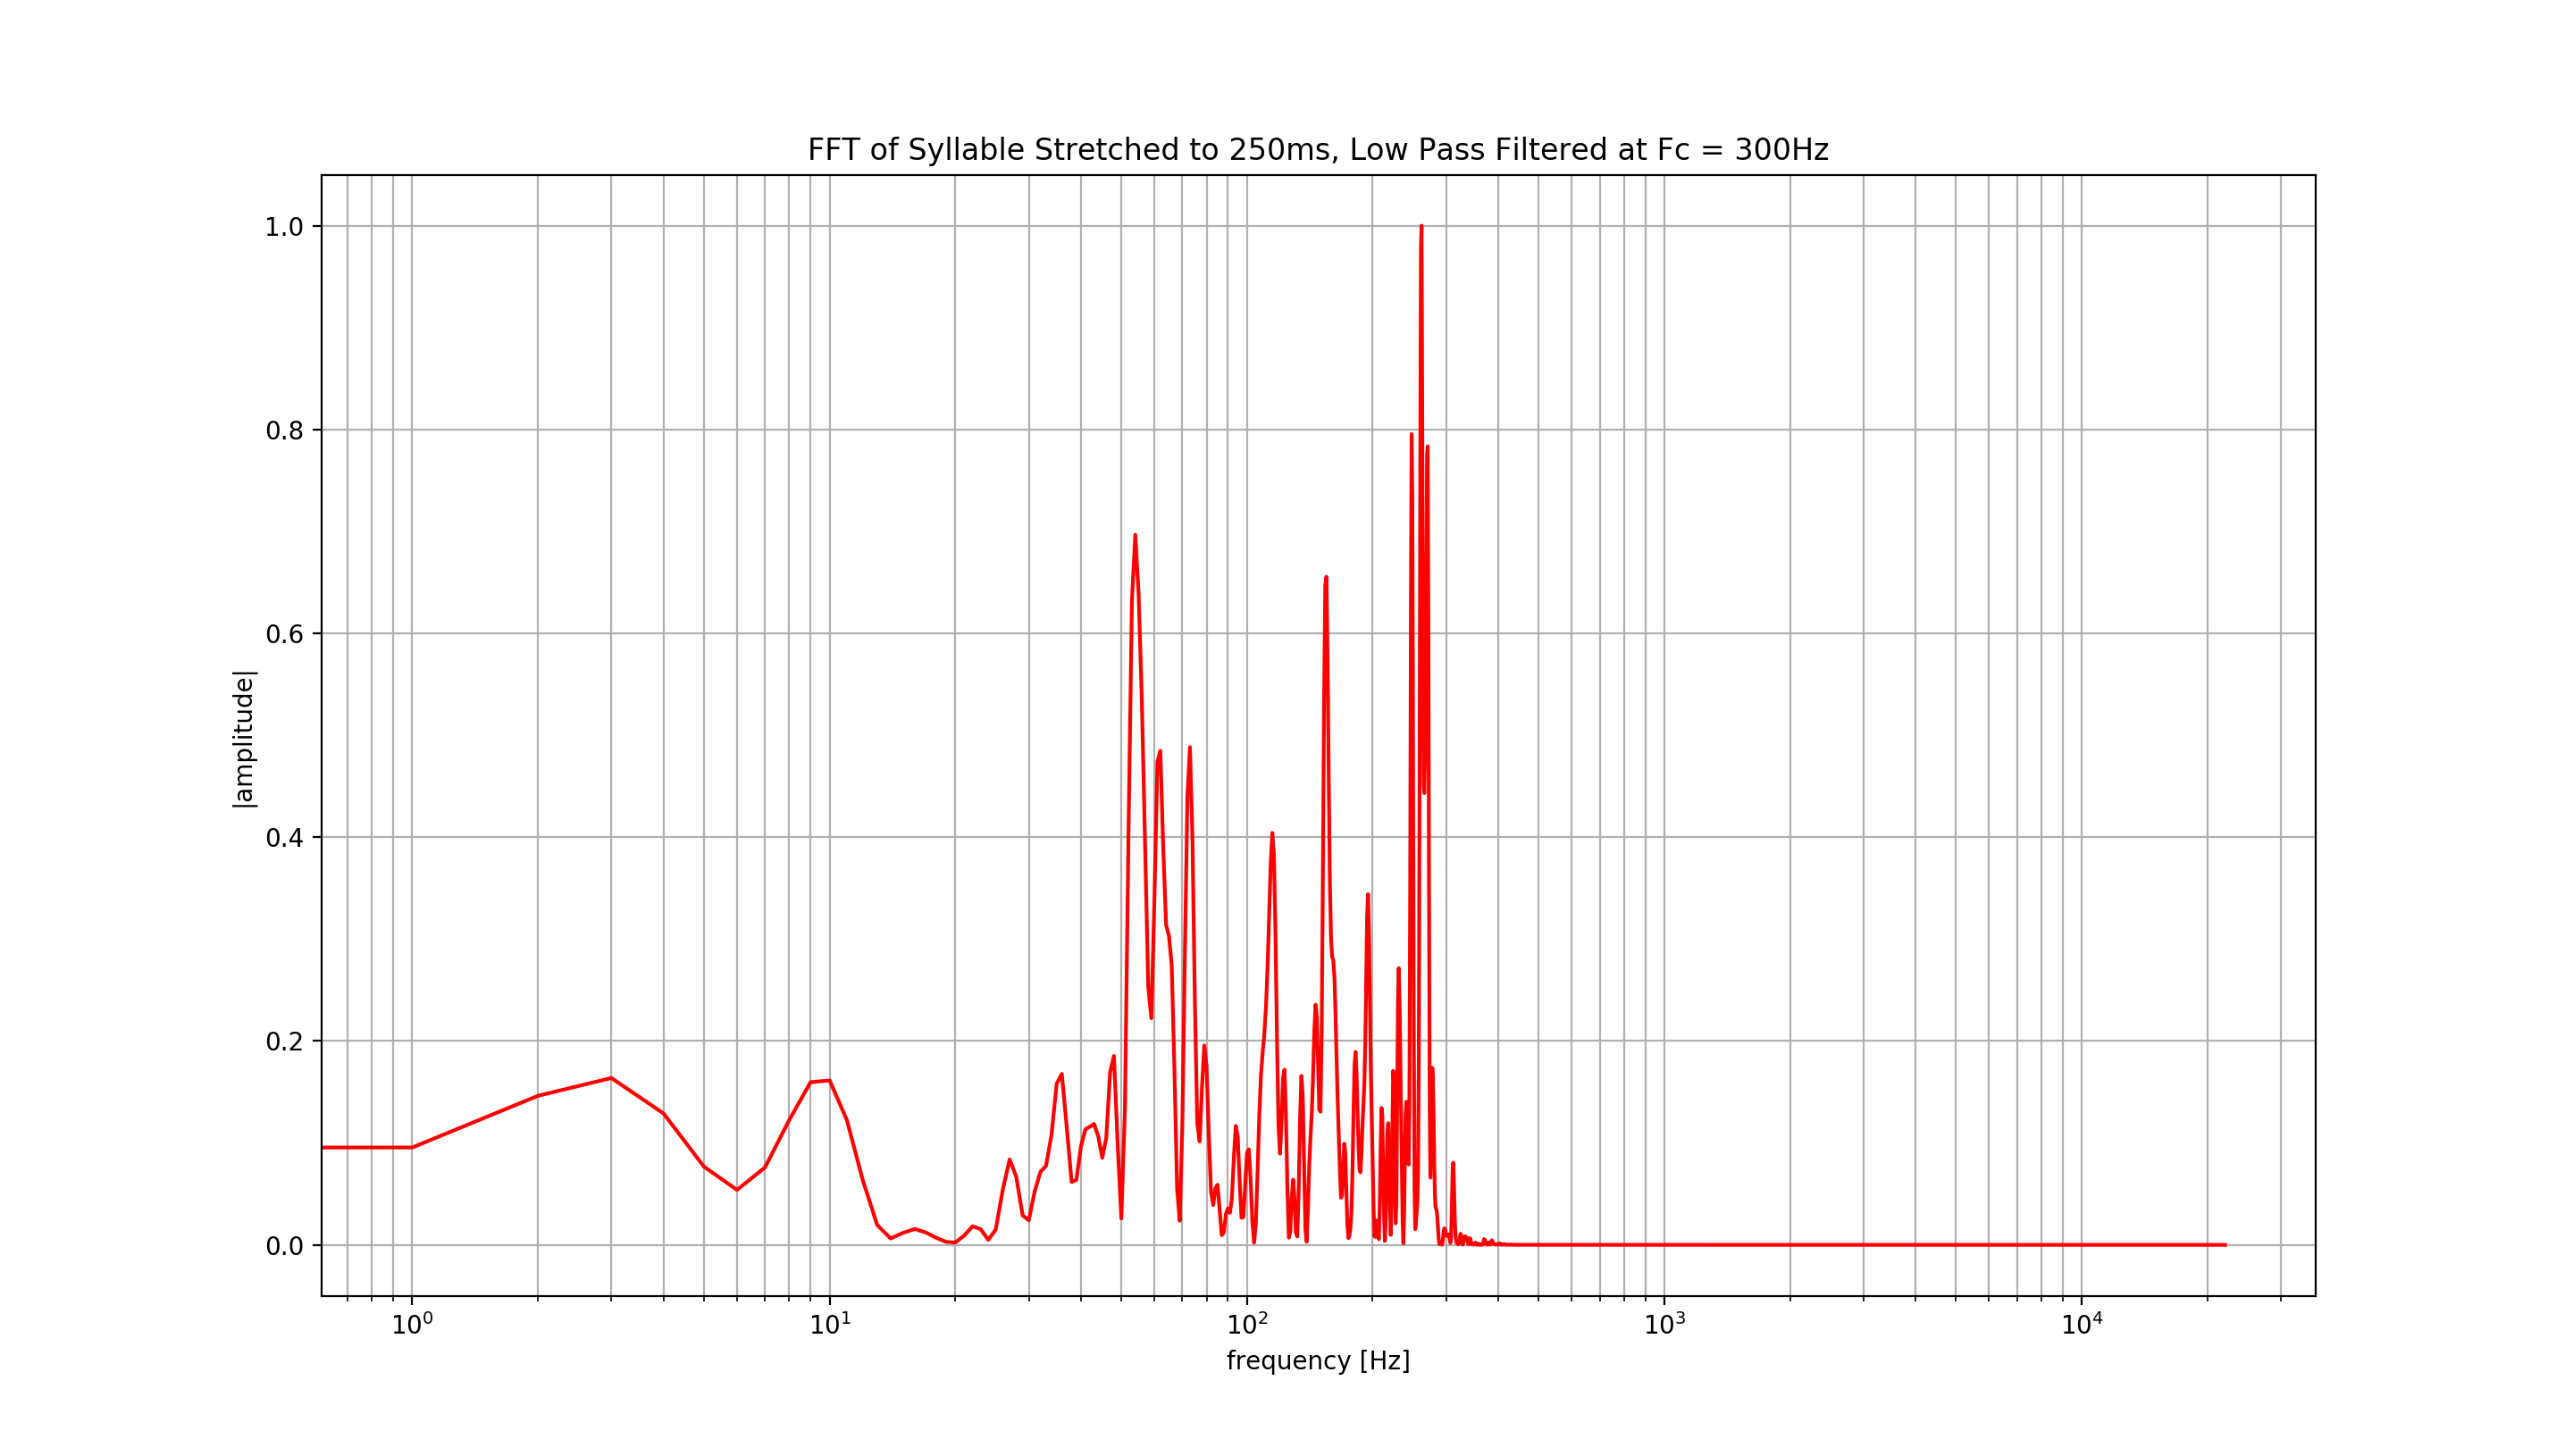 FFT of Syllable Stretched to 250ms, Low Pass Filtered at Fc = 300Hz
1.0
0.8
0.6
0.4
0.2
0.0
|amplitude|
10⁰ 10¹ 10² 10³ 10⁴
frequency [Hz]